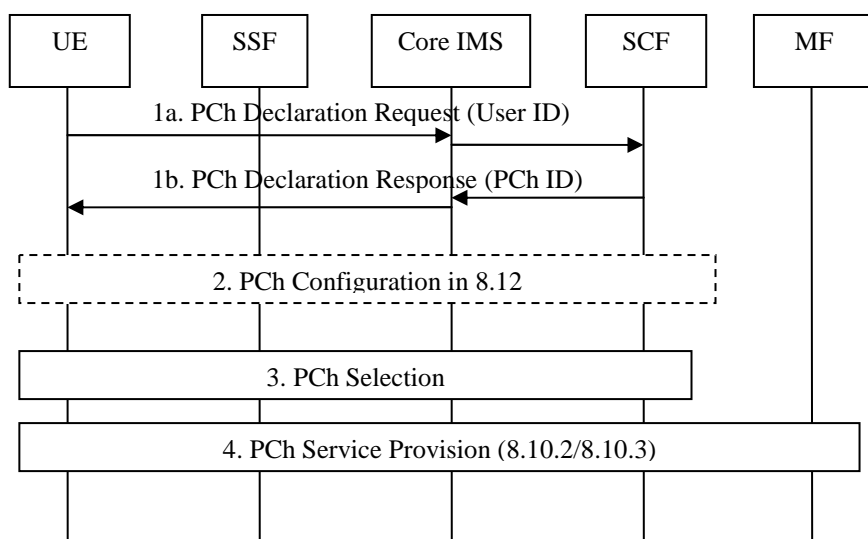 UE
SSF
Core IMS
SCF
MF
1a. PCh Declaration Request (User ID)
1b. PCh Declaration Response (PCh ID)
2. PCh Configuration in 8.12
3. PCh Selection
4. PCh Service Provision (8.10.2/8.10.3)